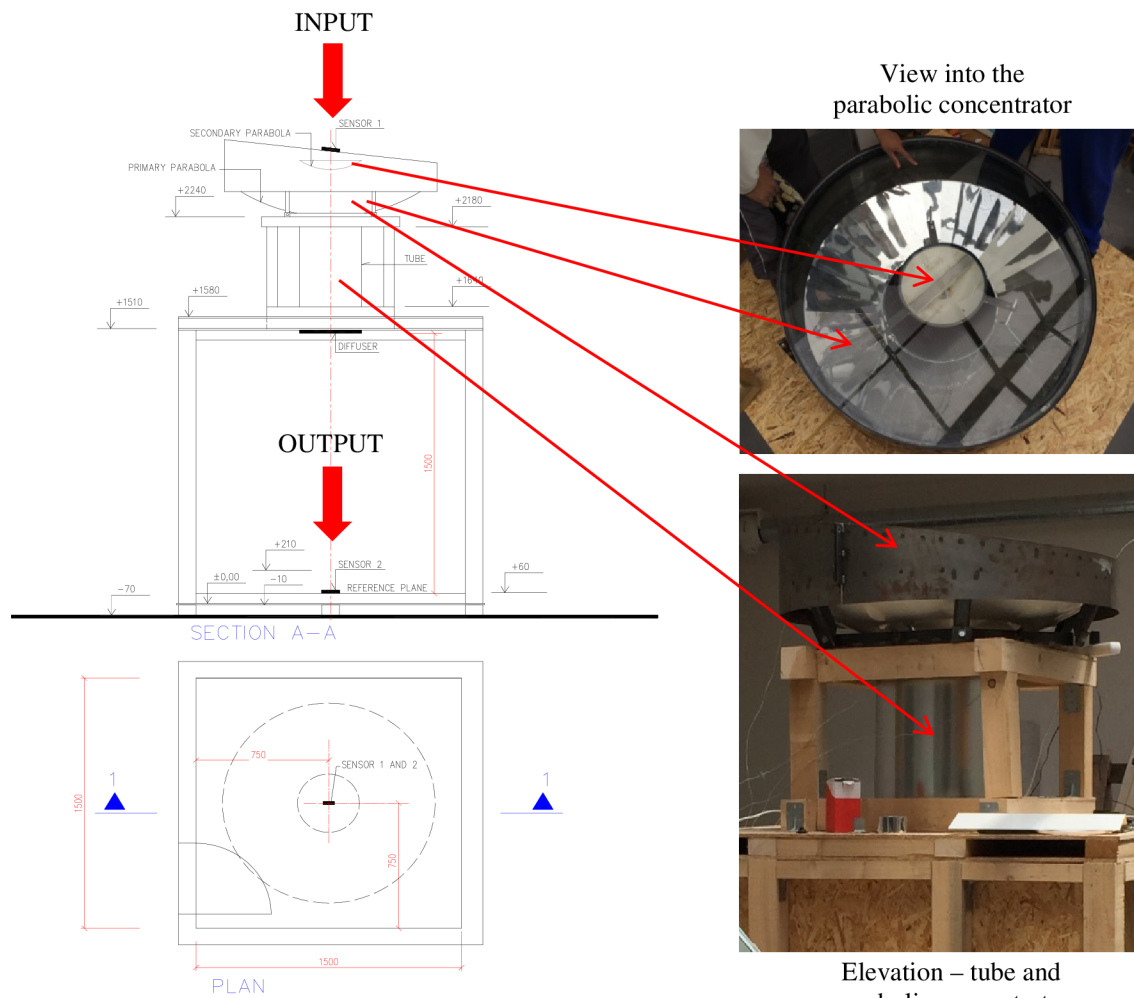 INPUT
SENSOR 1
SECONDARY PARABOLA
PRIMARY PARABOLA
+2240
+2180
TUBE
+1580
+1510
DIFFUSER
1500
OUTPUT
+210
SENSOR 2
±0,00
-10
REFERENCE PLANE
+60
-70
SECTION A-A
750
SENSOR 1 AND 2
1
1
1500
750
1500
PLAN
View into the
parabolic concentrator
Elevation – tube and